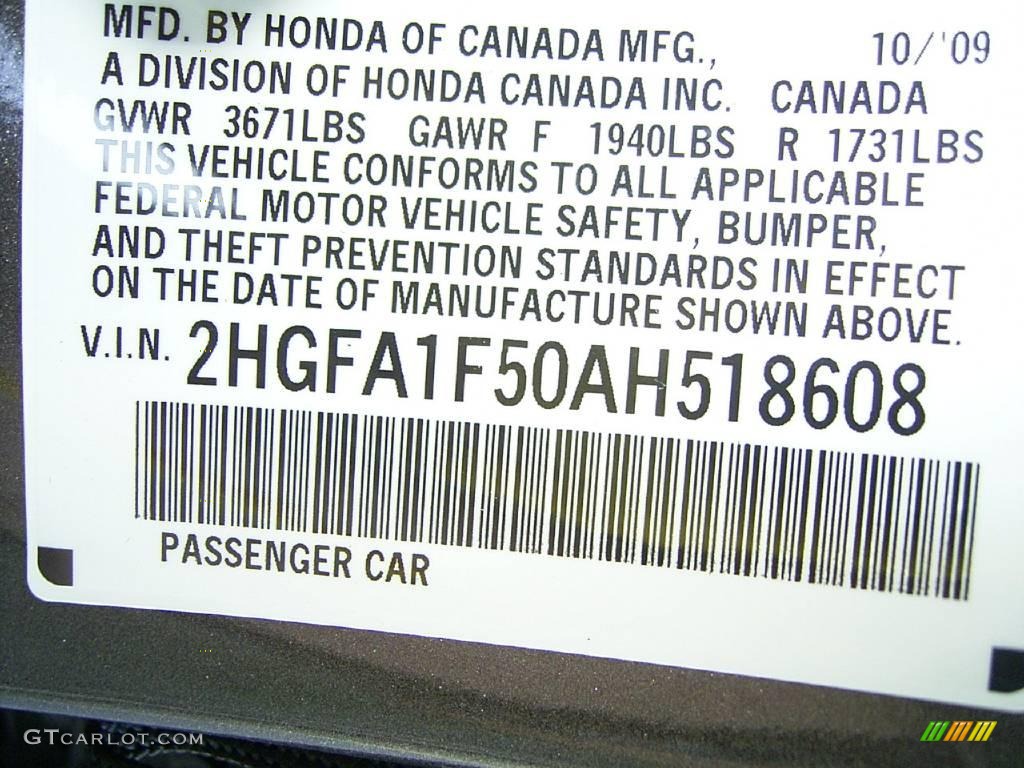 MFD. BY HONDA OF CANADA MFG., 10/'09
A DIVISION OF HONDA CANADA INC. CANADA
GVWR 3671LBS GAWR F 1940LBS R 1731LBS
THIS VEHICLE CONFORMS TO ALL APPLICABLE
FEDERAL MOTOR VEHICLE SAFETY, BUMPER,
AND THEFT PREVENTION STANDARDS IN EFFECT
ON THE DATE OF MANUFACTURE SHOWN ABOVE.
V.I.N. 2HGFA1F50AH518608
PASSENGER CAR
GTCARLOT.COM